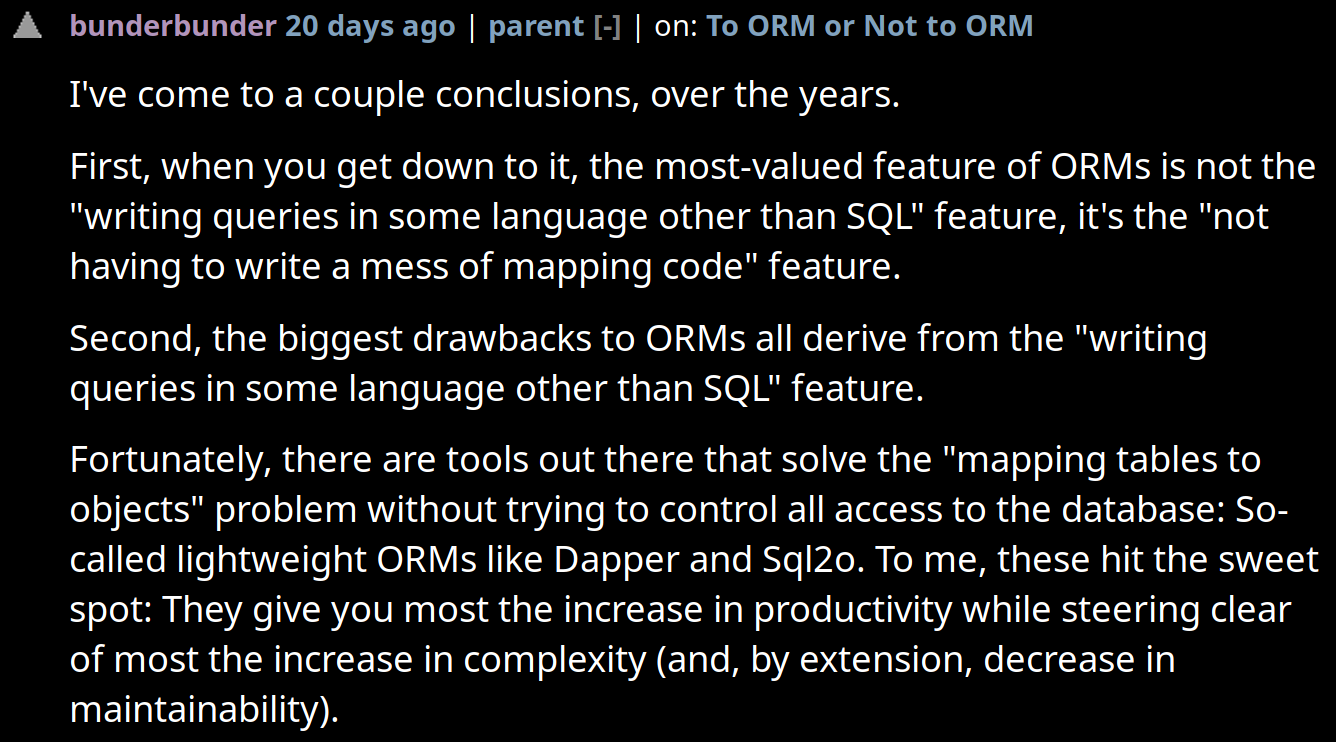 bunderbunder 20 days ago | parent [-] | on: To ORM or Not to ORM
I've come to a couple conclusions, over the years.
First, when you get down to it, the most-valued feature of ORMs is not the
"writing queries in some language other than SQL" feature, it's the "not
having to write a mess of mapping code" feature.
Second, the biggest drawbacks to ORMs all derive from the "writing
queries in some language other than SQL" feature.
Fortunately, there are tools out there that solve the "mapping tables to
objects" problem without trying to control all access to the database: So-
called lightweight ORMs like Dapper and Sql2o. To me, these hit the sweet
spot: They give you most the increase in productivity while steering clear
of most the increase in complexity (and, by extension, decrease in
maintainability).